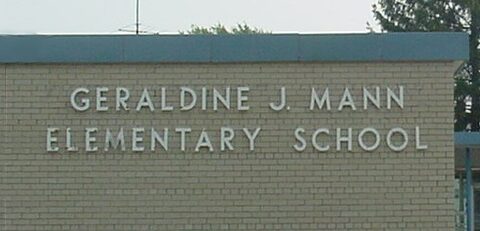 GERALDINE J. MANN
ELEMENTARY SCHOOL